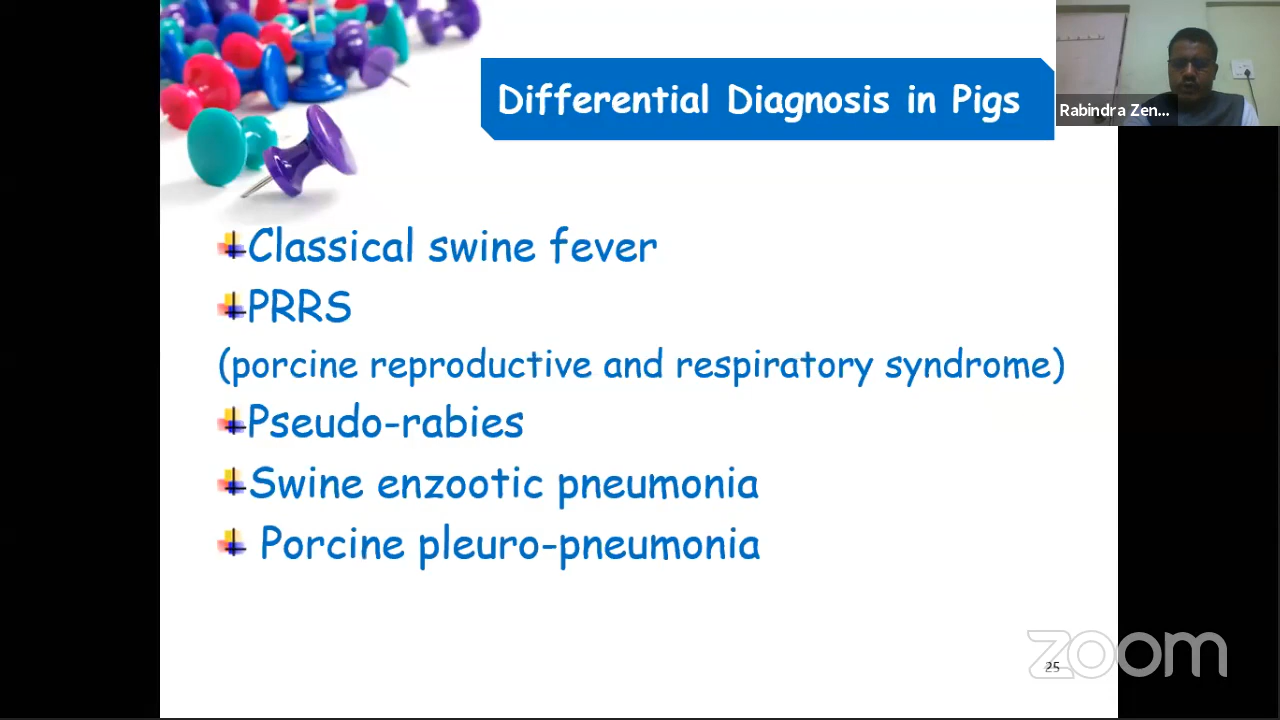 Differential Diagnosis in Pigs
Rabindra Zen...
Classical swine fever
PRRS
(porcine reproductive and respiratory syndrome)
Pseudo-rabies
Swine enzootic pneumonia
Porcine pleuro-pneumonia
25
zoom